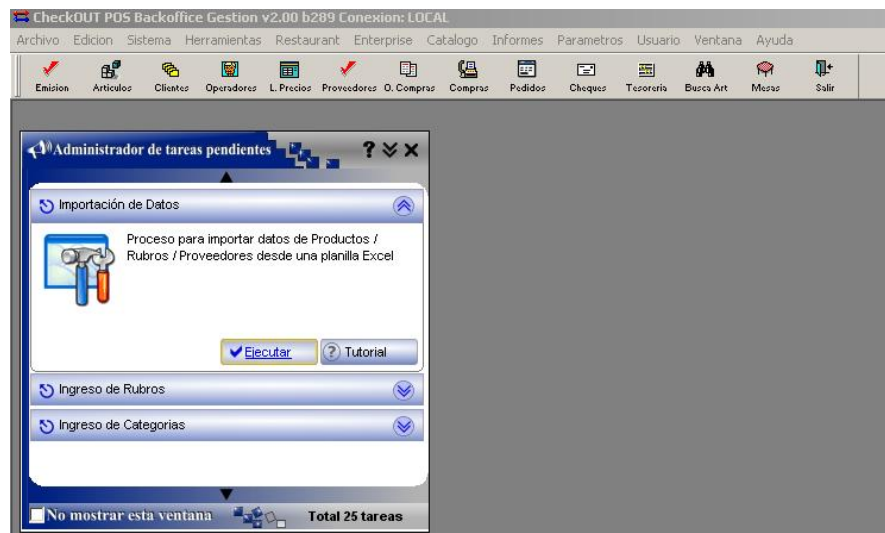 CheckOUT POS Backoffice Gestion v2.00 b289 Conexion: LOCAL
Archivo Edicion Sistema Herramientas Restaurant Enterprise Catalogo Informes Parametros Usuario Ventana Ayuda
Emision Articulos Clientes Operadores L. Precios Proveedores O. Compras Compras Pedidos Cheques Tesoreria Busca Art Mesas Salir
Administrador de tareas pendientes
Importación de Datos
Proceso para importar datos de Productos /
Rubros / Proveedores desde una planilla Excel
Ejecutar ? Tutorial
Ingreso de Rubros
Ingreso de Categorias
No mostrar esta ventana Total 25 tareas